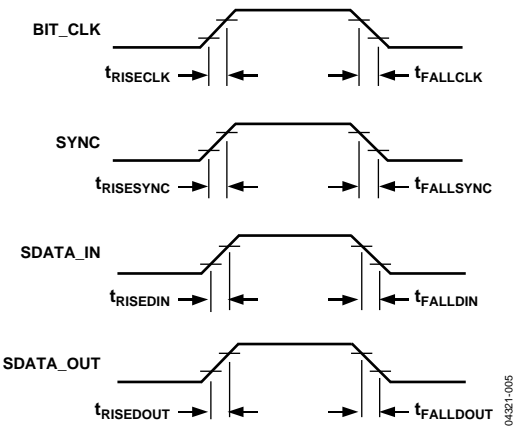 BIT_CLK
tRISECLK
tFALLCLK
SYNC
tRISESYNC
tFALLSYNC
SDATA_IN
tRISEDIN
tFALLDIN
SDATA_OUT
tRISEDOUT
tFALLDOUT
04321-005